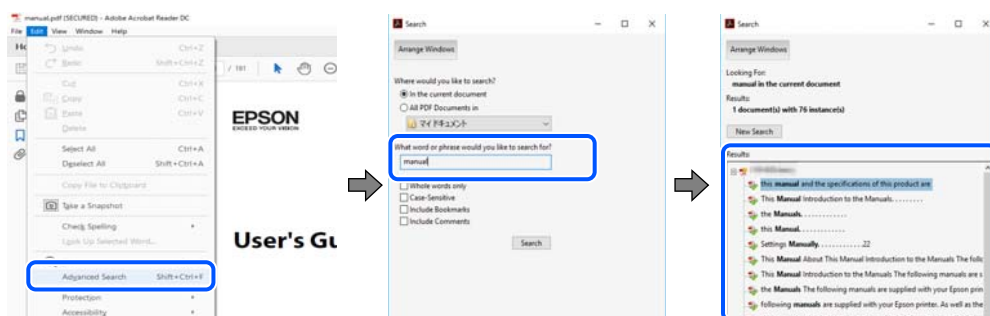 manual.pdf (SECURED) - Adobe Acrobat Reader DC
File Edit View Window Help
Undo Ctrl+Z
Redo Shift+Ctrl+Z
Cut Ctrl+X
Copy Ctrl+C
Paste Ctrl+V
Delete
Select All Ctrl+A
Deselect All Shift+Ctrl+A
Copy File to Clipboard
Take a Snapshot
Check Spelling
Look Up Selected Word...
Advanced Search Shift+Ctrl+F
Protection
Accessibility
/ 181
EPSON
EXCEED YOUR VISION
User's Gu
Search
Arrange Windows
Where would you like to search?
In the current document
All PDF Documents in
マイ ドキュメント
What word or phrase would you like to search for?
manual
Whole words only
Case-Sensitive
Include Bookmarks
Include Comments
Search
Search
Arrange Windows
Looking For:
manual in the current document
Results:
1 document(s) with 76 instance(s)
New Search
Results:
this manual and the specifications of this product are
This Manual Introduction to the Manuals. . . . . . . . .
the Manuals. . . . . . . . . . . . .
this Manual. . . . . . . . . . . . .
Settings Manually. . . . . . . . . . . . .22
This Manual About This Manual Introduction to the Manuals The follo
This Manual Introduction to the Manuals The following manuals are s
the Manuals The following manuals are supplied with your Epson prin
following manuals are supplied with your Epson printer. As well as the